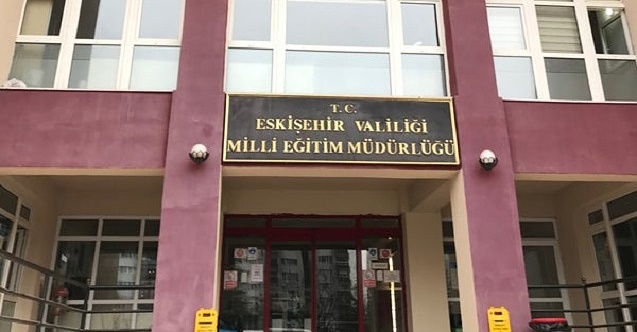 T.C.
ESKİŞEHİR VALİLİĞİ
MİLLİ EĞİTİM MÜDÜRLÜĞÜ